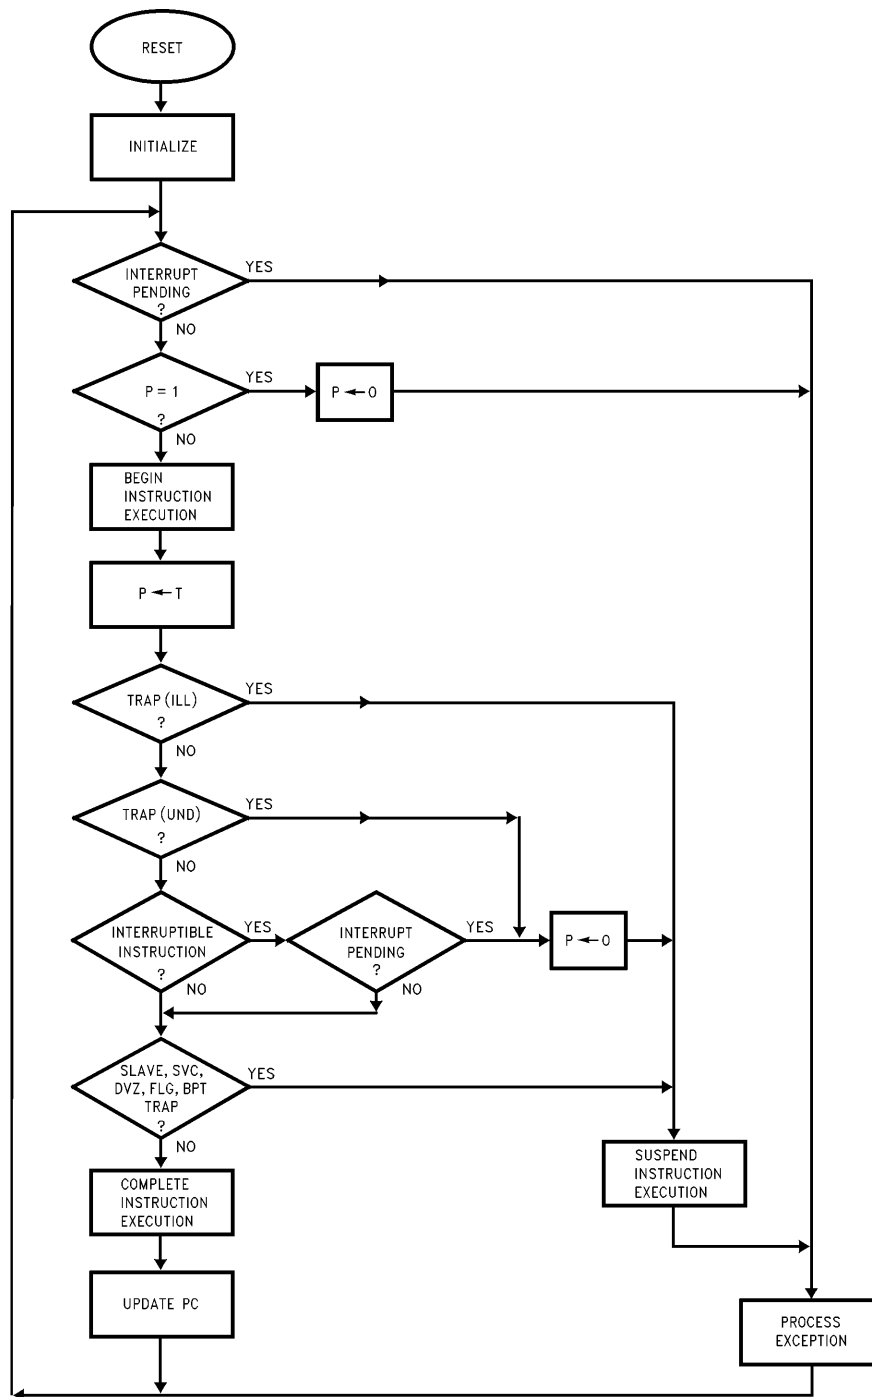 RESET
INITIALIZE
INTERRUPT
PENDING
?
YES
NO
P = 1
?
YES
P ← 0
NO
BEGIN
INSTRUCTION
EXECUTION
P ← T
TRAP (ILL)
?
YES
NO
TRAP (UND)
?
YES
NO
INTERRUPTIBLE
INSTRUCTION
?
YES
NO
INTERRUPT
PENDING
?
YES
NO
P ← 0
SLAVE, SVC,
DVZ, FLG, BPT
TRAP
?
YES
NO
SUSPEND
INSTRUCTION
EXECUTION
COMPLETE
INSTRUCTION
EXECUTION
UPDATE PC
PROCESS
EXCEPTION